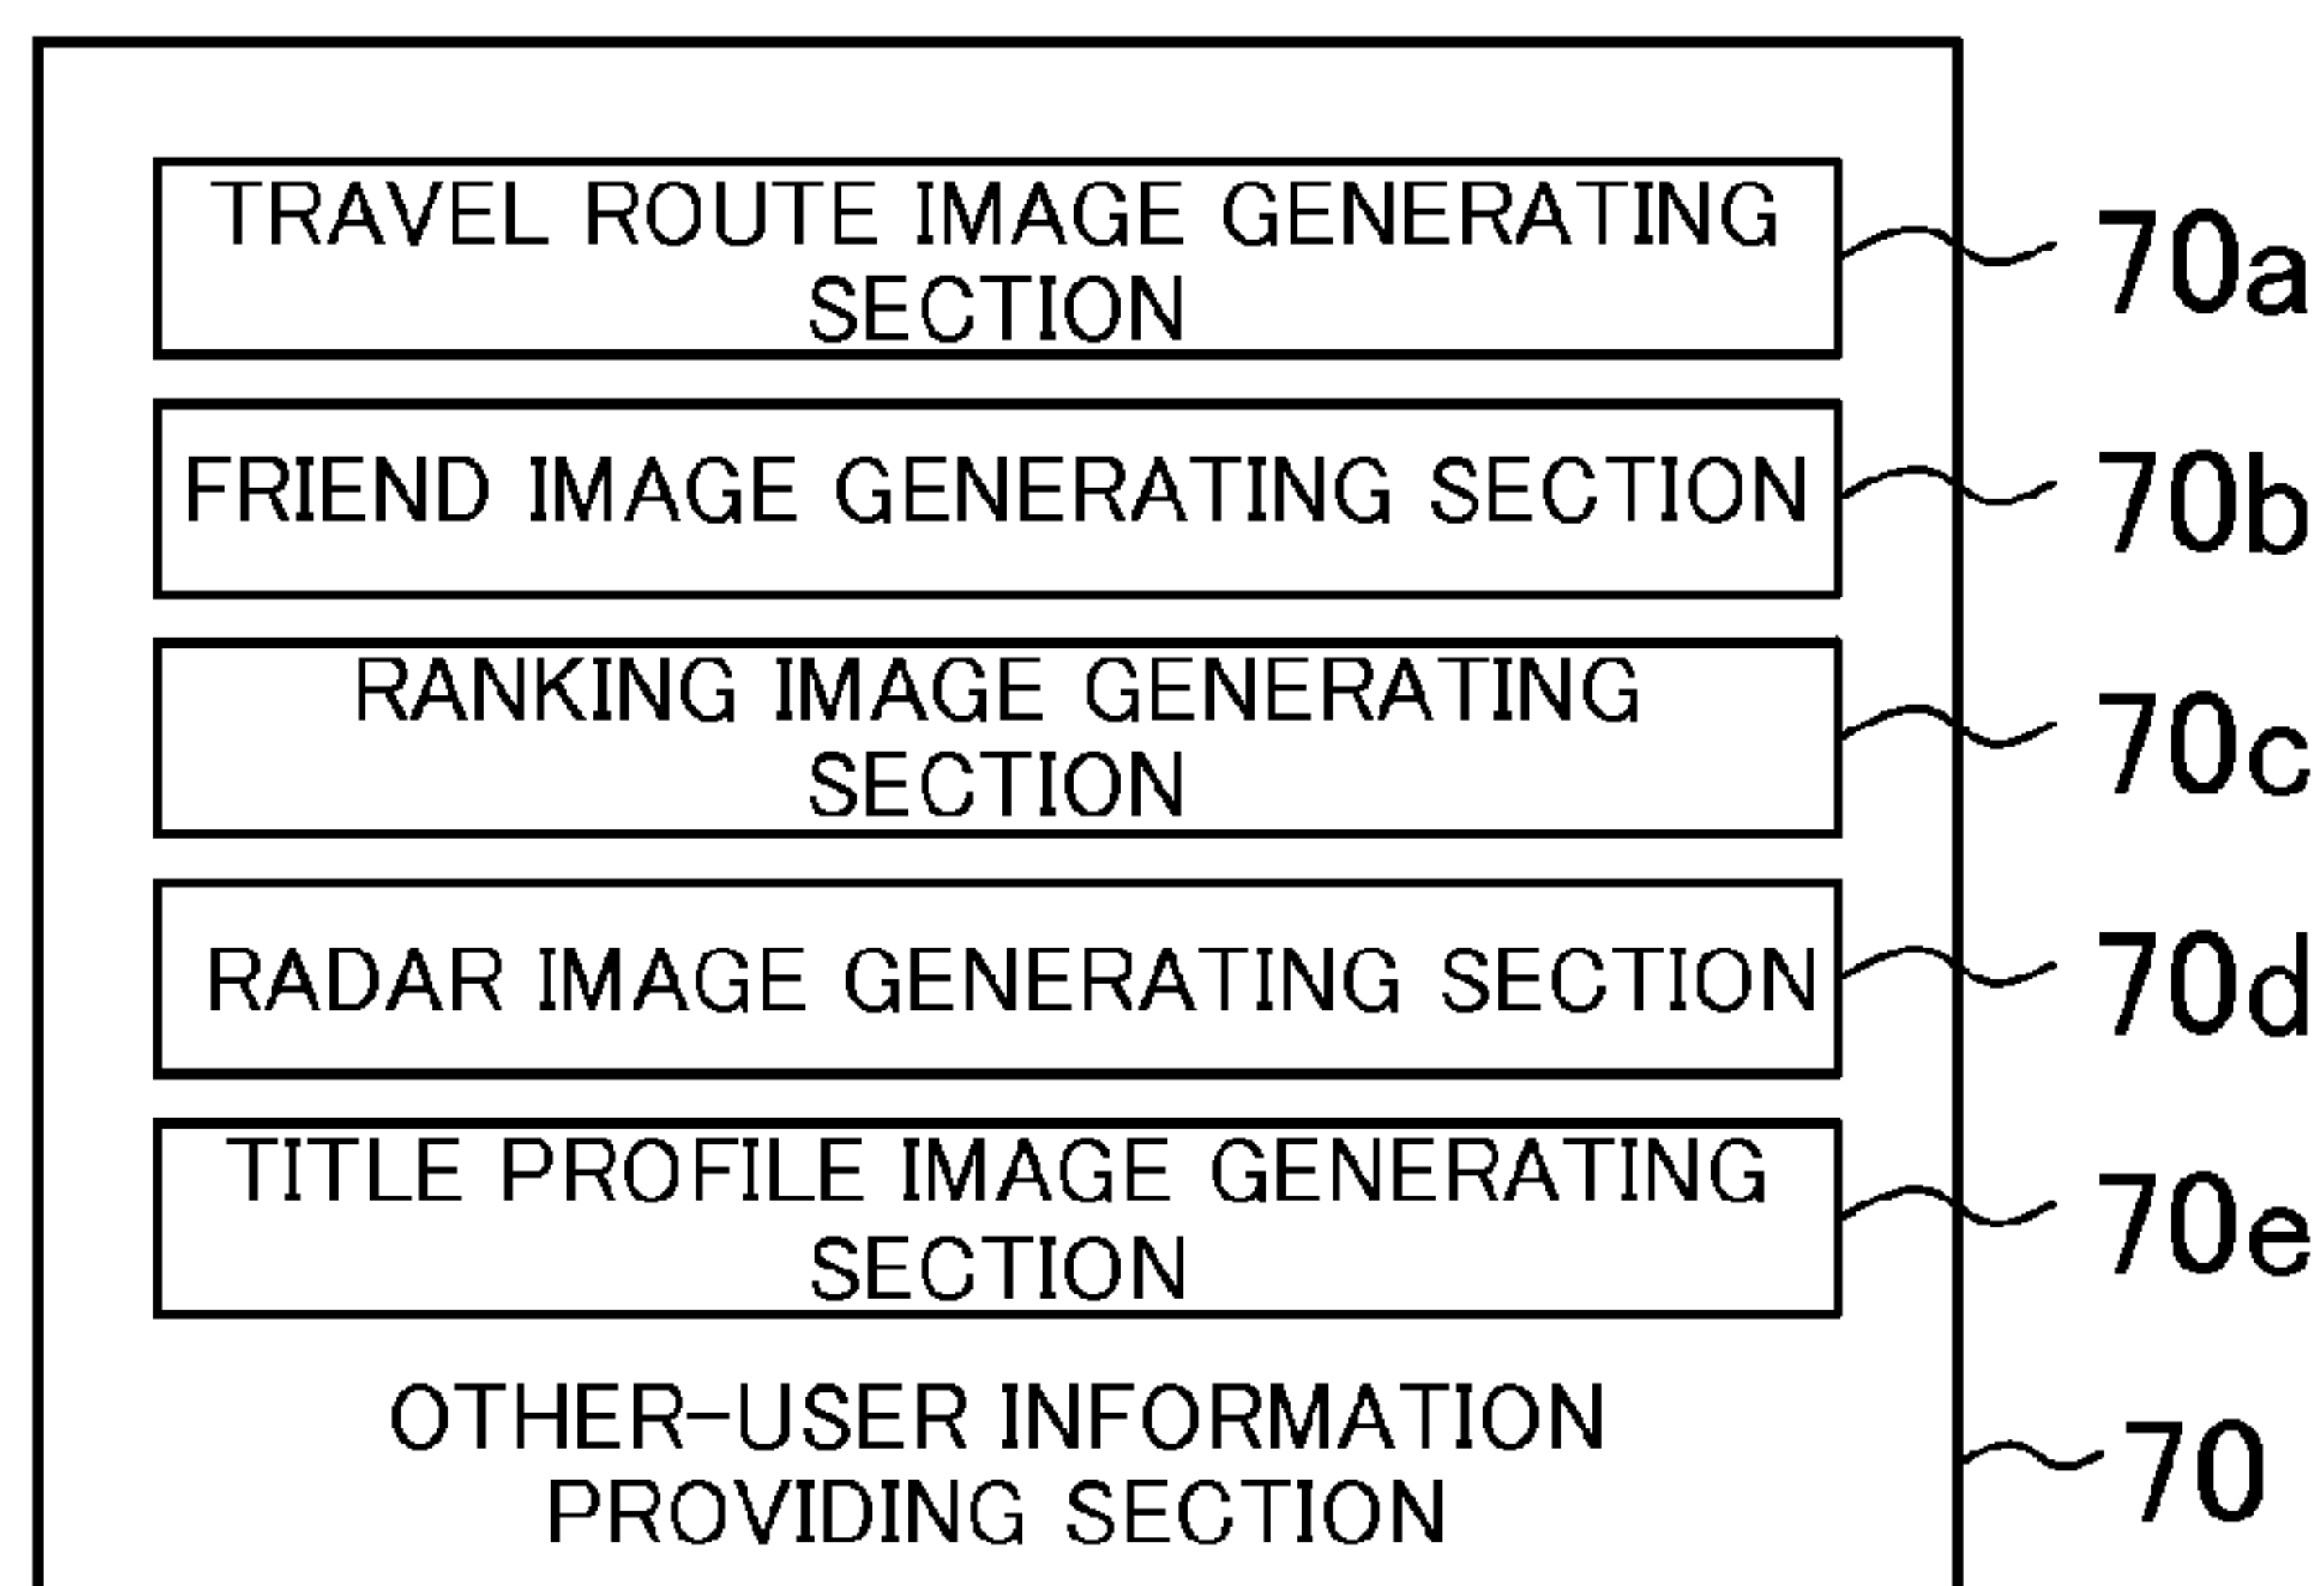 TRAVEL ROUTE IMAGE GENERATING
SECTION
70a
FRIEND IMAGE GENERATING SECTION
70b
RANKING IMAGE GENERATING
SECTION
70c
RADAR IMAGE GENERATING SECTION
70d
TITLE PROFILE IMAGE GENERATING
SECTION
70e
OTHER-USER INFORMATION
PROVIDING SECTION
70